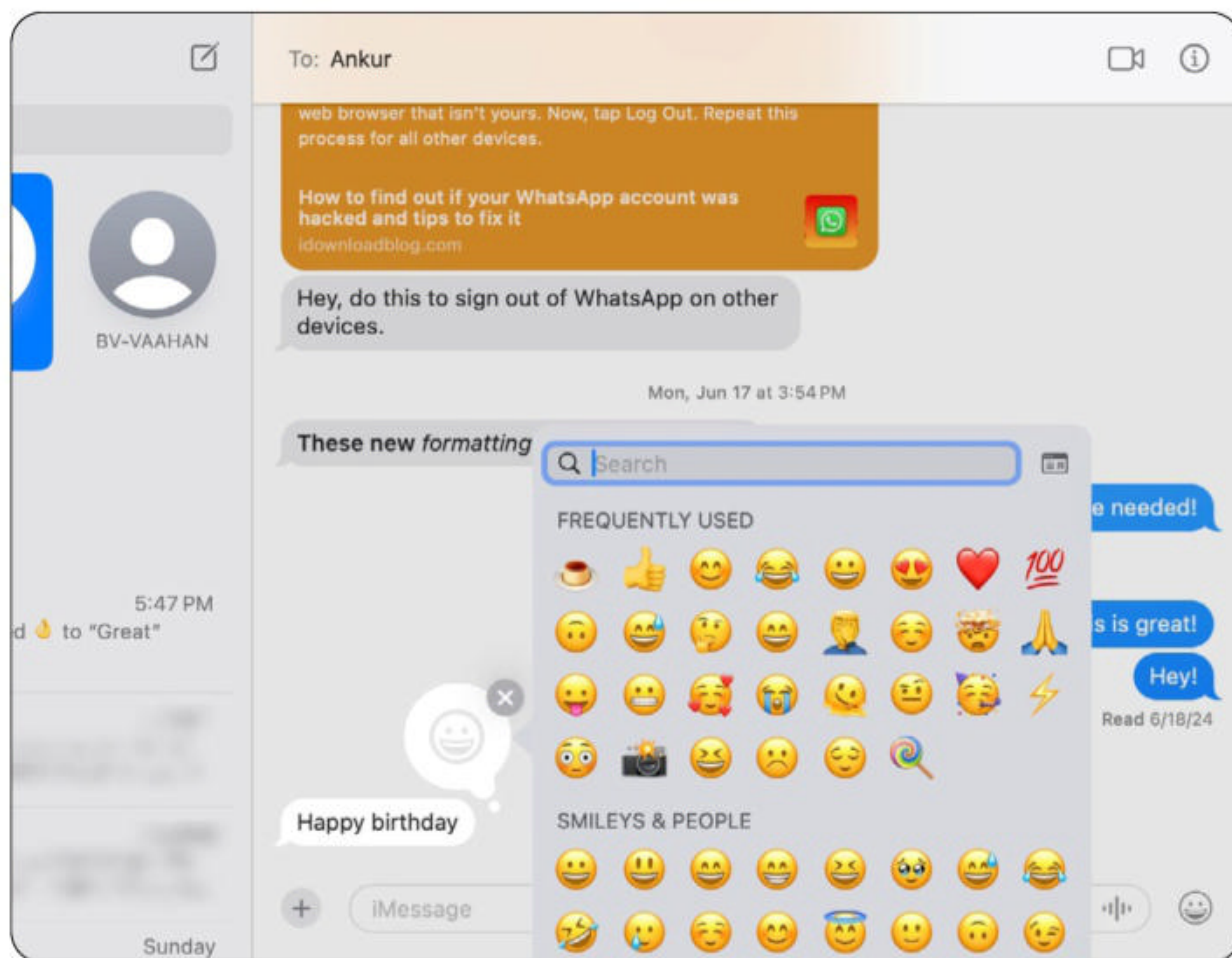 To: Ankur
web browser that isn't yours. Now, tap Log Out. Repeat this
process for all other devices.
How to find out if your WhatsApp account was
hacked and tips to fix it
idownloadblog.com
Hey, do this to sign out of WhatsApp on other
devices.
BV-VAAHAN
Mon, Jun 17 at 3:54 PM
These new formatting
Search
e needed!
FREQUENTLY USED
100
5:47 PM
d 👌 to "Great"
s is great!
Hey!
Read 6/18/24
Happy birthday
SMILEYS & PEOPLE
iMessage
Sunday